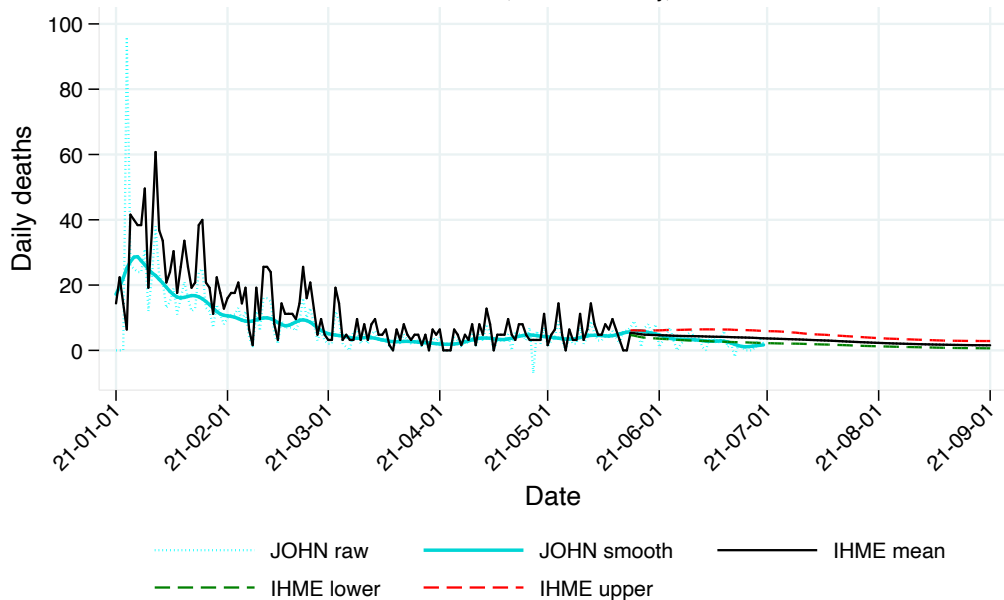 100
80
60
40
20
0
Daily deaths
21-01-01
21-02-01
21-03-01
21-04-01
21-05-01
21-06-01
21-07-01
21-08-01
21-09-01
Date
JOHN raw
JOHN smooth
IHME mean
IHME lower
IHME upper